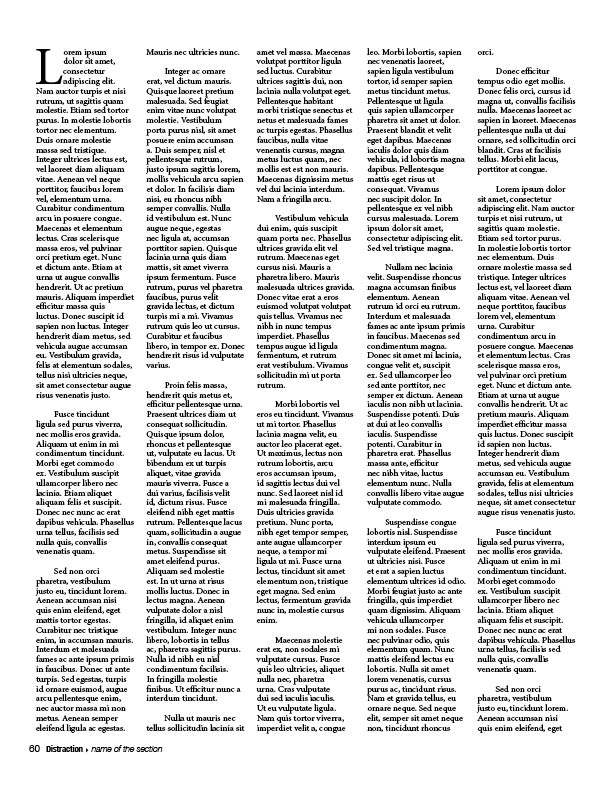 Lorem ipsum
dolor sit amet,
consectetur
adipiscing elit.
Nam auctor turpis et nisi
rutrum, ut sagittis quam
molestie. Etiam sed tortor
purus. In molestie lobortis
tortor nec elementum.
Duis ornare molestie
massa sed tristique.
Integer ultrices lectus est,
vel laoreet diam aliquam
vitae. Aenean vel neque
porttitor, faucibus lorem
vel, elementum urna.
Curabitur condimentum
arcu in posuere congue.
Maecenas et elementum
lectus. Cras scelerisque
massa eros, vel pulvinar
orci pretium eget. Nunc
et dictum ante. Etiam at
urna ut augue convallis
hendrerit. Ut ac pretium
mauris. Aliquam imperdiet
efficitur massa quis
luctus. Donec suscipit id
sapien non luctus. Integer
hendrerit diam metus, sed
vehicula augue accumsan
eu. Vestibulum gravida,
felis at elementum sodales,
tellus nisi ultricies neque,
sit amet consectetur augue
risus venenatis justo.
Fusce tincidunt
ligula sed purus viverra,
nec mollis eros gravida.
Aliquam ut enim in mi
condimentum tincidunt.
Morbi eget commodo
ex. Vestibulum suscipit
ullamcorper libero nec
lacinia. Etiam aliquet
aliquam felis et suscipit.
Donec nec nunc ac erat
dapibus vehicula. Phasellus
urna tellus, facilisis sed
nulla quis, convallis
venenatis quam.
Sed non orci
pharetra, vestibulum
justo eu, tincidunt lorem.
Aenean accumsan nisi
quis enim eleifend, eget
mattis tortor egestas.
Curabitur nec tristique
enim, in accumsan mauris.
Interdum et malesuada
fames ac ante ipsum primis
in faucibus. Donec ut ante
turpis. Sed egestas, turpis
id ornare euismod, augue
arcu pellentesque enim,
nec auctor massa mi non
metus. Aenean semper
eleifend ligula ac egestas.
Mauris nec ultricies nunc.
Integer ac ornare
erat, vel dictum mauris.
Quisque laoreet pretium
malesuada. Sed feugiat
enim vitae nunc volutpat
molestie. Vestibulum
porta purus nisl, sit amet
posuere enim accumsan
a. Duis semper, nisl et
pellentesque rutrum,
justo ipsum sagittis lorem,
mollis vehicula arcu sapien
et dolor. In facilisis diam
nisi, eu rhoncus nibh
semper convallis. Nulla
id vestibulum est. Nunc
augue neque, egestas
nec ligula at, accumsan
porttitor sapien. Quisque
lacinia urna quis diam
mattis, sit amet viverra
ipsum fermentum. Fusce
rutrum, purus vel pharetra
faucibus, purus velit
gravida lectus, et dictum
turpis mi a mi. Vivamus
rutrum quis leo ut cursus.
Curabitur et faucibus
libero, in tempor ex. Donec
hendrerit risus id vulputate
varius.
Proin felis massa,
hendrerit quis metus et,
efficitur pellentesque urna.
Praesent ultrices diam ut
consequat sollicitudin.
Quisque ipsum dolor,
rhoncus et pellentesque
ut, vulputate eu lacus. Ut
bibendum ex ut turpis
aliquet, vitae gravida
mauris viverra. Fusce a
dui varius, facilisis velit
id, dictum risus. Fusce
eleifend nibh eget mattis
rutrum. Pellentesque lacus
quam, sollicitudin a augue
in, convallis consequat
metus. Suspendisse sit
amet eleifend purus.
Aliquam sed molestie
est. In ut urna at risus
mollis luctus. Donec in
lectus magna. Aenean
vulputate dolor a nisl
fringilla, id aliquet enim
vestibulum. Integer nunc
libero, lobortis in tellus
ac, pharetra sagittis purus.
Nulla id nibh eu nisl
condimentum facilisis.
In fringilla molestie
finibus. Ut efficitur nunc a
interdum tincidunt.
Nulla ut mauris nec
tellus sollicitudin lacinia sit
amet vel massa. Maecenas
volutpat porttitor ligula
sed luctus. Curabitur
ultrices sagittis dui, non
lacinia nulla volutpat eget.
Pellentesque habitant
morbi tristique senectus et
netus et malesuada fames
ac turpis egestas. Phasellus
faucibus, nulla vitae
venenatis cursus, magna
metus luctus quam, nec
mollis est est non mauris.
Maecenas dignissim metus
vel dui lacinia interdum.
Nam a fringilla arcu.
Vestibulum vehicula
dui enim, quis suscipit
quam porta nec. Phasellus
ultrices gravida elit vel
rutrum. Maecenas eget
cursus nisi. Mauris a
pharetra libero. Mauris
malesuada ultrices gravida.
Donec vitae erat a eros
euismod volutpat volutpat
quis tellus. Vivamus nec
nibh in nunc tempus
imperdiet. Phasellus
tempus augue id ligula
fermentum, et rutrum
erat vestibulum. Vivamus
sollicitudin mi ut porta
rutrum.
Morbi lobortis vel
eros eu tincidunt. Vivamus
ut mi tortor. Phasellus
lacinia magna velit, eu
auctor leo placerat eget.
Ut maximus, lectus non
rutrum lobortis, arcu
eros accumsan ipsum,
id sagittis lectus dui vel
nunc. Sed laoreet nisl id
mi malesuada fringilla.
Duis ultricies gravida
pretium. Nunc porta,
nibh eget tempor semper,
ante augue ullamcorper
neque, a tempor mi
ligula ut mi. Fusce urna
lectus, tincidunt sit amet
elementum non, tristique
eget magna. Sed enim
lectus, fermentum gravida
nunc in, molestie cursus
enim.
Maecenas molestie
erat ex, non sodales mi
vulputate cursus. Fusce
quis leo ultricies, aliquet
nulla nec, pharetra
urna. Cras vulputate
dui sed iaculis iaculis.
Ut eu vulputate ligula.
Nam quis tortor viverra,
imperdiet velit a, congue
leo. Morbi lobortis, sapien
nec venenatis laoreet,
sapien ligula vestibulum
tortor, id semper sapien
metus tincidunt metus.
Pellentesque ut ligula
quis sapien ullamcorper
pharetra sit amet ut dolor.
Praesent blandit et velit
eget dapibus. Maecenas
iaculis dolor quis diam
vehicula, id lobortis magna
dapibus. Pellentesque
mattis eget risus ut
consequat. Vivamus
nec suscipit dolor. In
pellentesque ex vel nibh
cursus malesuada. Lorem
ipsum dolor sit amet,
consectetur adipiscing elit.
Sed vel tristique magna.
Nullam nec lacinia
velit. Suspendisse rhoncus
magna accumsan finibus
elementum. Aenean
rutrum id orci eu rutrum.
Interdum et malesuada
fames ac ante ipsum primis
in faucibus. Maecenas sed
condimentum magna.
Donec sit amet mi lacinia,
congue velit et, suscipit
ex. Sed ullamcorper leo
sed ante porttitor, nec
semper ex dictum. Aenean
iaculis non nibh ut lacinia.
Suspendisse potenti. Duis
at dui at leo convallis
iaculis. Suspendisse
potenti. Curabitur in
pharetra erat. Phasellus
massa ante, efficitur
nec nibh vitae, luctus
elementum nunc. Nulla
convallis libero vitae augue
vulputate commodo.
Suspendisse congue
lobortis nisl. Suspendisse
interdum ipsum eu
vulputate eleifend. Praesent
ut ultricies nisi. Fusce
et erat a sapien luctus
elementum ultrices id odio.
Morbi feugiat justo ac ante
fringilla, quis imperdiet
quam dignissim. Aliquam
vehicula ullamcorper
mi non sodales. Fusce
nec pulvinar odio, quis
elementum quam. Nunc
mattis eleifend lectus eu
lobortis. Nulla sit amet
lorem venenatis, cursus
purus ac, tincidunt risus.
Nam et gravida tellus, eu
ornare neque. Sed neque
elit, semper sit amet neque
non, tincidunt rhoncus
orci.
Donec efficitur
tempus odio eget mollis.
Donec felis orci, cursus id
magna ut, convallis facilisis
nulla. Maecenas laoreet ac
sapien in laoreet. Maecenas
pellentesque nulla ut dui
ornare, sed sollicitudin orci
blandit. Cras at facilisis
tellus. Morbi elit lacus,
porttitor at congue.
Lorem ipsum dolor
sit amet, consectetur
adipiscing elit. Nam auctor
turpis et nisi rutrum, ut
sagittis quam molestie.
Etiam sed tortor purus.
In molestie lobortis tortor
nec elementum. Duis
ornare molestie massa sed
tristique. Integer ultrices
lectus est, vel laoreet diam
aliquam vitae. Aenean vel
neque porttitor, faucibus
lorem vel, elementum
urna. Curabitur
condimentum arcu in
posuere congue. Maecenas
et elementum lectus. Cras
scelerisque massa eros,
vel pulvinar orci pretium
eget. Nunc et dictum ante.
Etiam at urna ut augue
convallis hendrerit. Ut ac
pretium mauris. Aliquam
imperdiet efficitur massa
quis luctus. Donec suscipit
id sapien non luctus.
Integer hendrerit diam
metus, sed vehicula augue
accumsan eu. Vestibulum
gravida, felis at elementum
sodales, tellus nisi ultricies
neque, sit amet consectetur
augue risus venenatis justo.
Fusce tincidunt
ligula sed purus viverra,
nec mollis eros gravida.
Aliquam ut enim in mi
condimentum tincidunt.
Morbi eget commodo
ex. Vestibulum suscipit
ullamcorper libero nec
lacinia. Etiam aliquet
aliquam felis et suscipit.
Donec nec nunc ac erat
dapibus vehicula. Phasellus
urna tellus, facilisis sed
nulla quis, convallis
venenatis quam.
Sed non orci
pharetra, vestibulum
justo eu, tincidunt lorem.
Aenean accumsan nisi
quis enim eleifend, eget
60 Distraction › name of the section